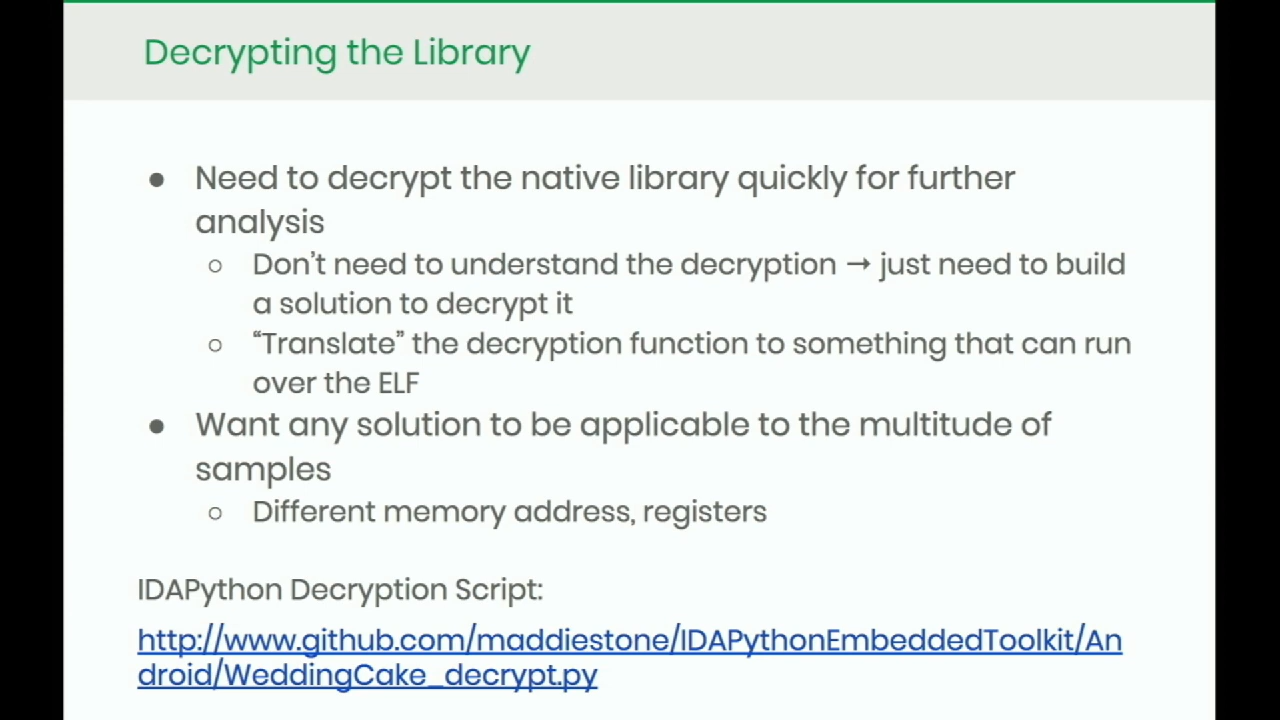 Decrypting the Library
● Need to decrypt the native library quickly for further
analysis
○ Don’t need to understand the decryption → just need to build
a solution to decrypt it
○ “Translate” the decryption function to something that can run
over the ELF
● Want any solution to be applicable to the multitude of
samples
○ Different memory address, registers
IDAPython Decryption Script:
http://www.github.com/maddiestone/IDAPythonEmbeddedToolkit/An
droid/WeddingCake_decrypt.py